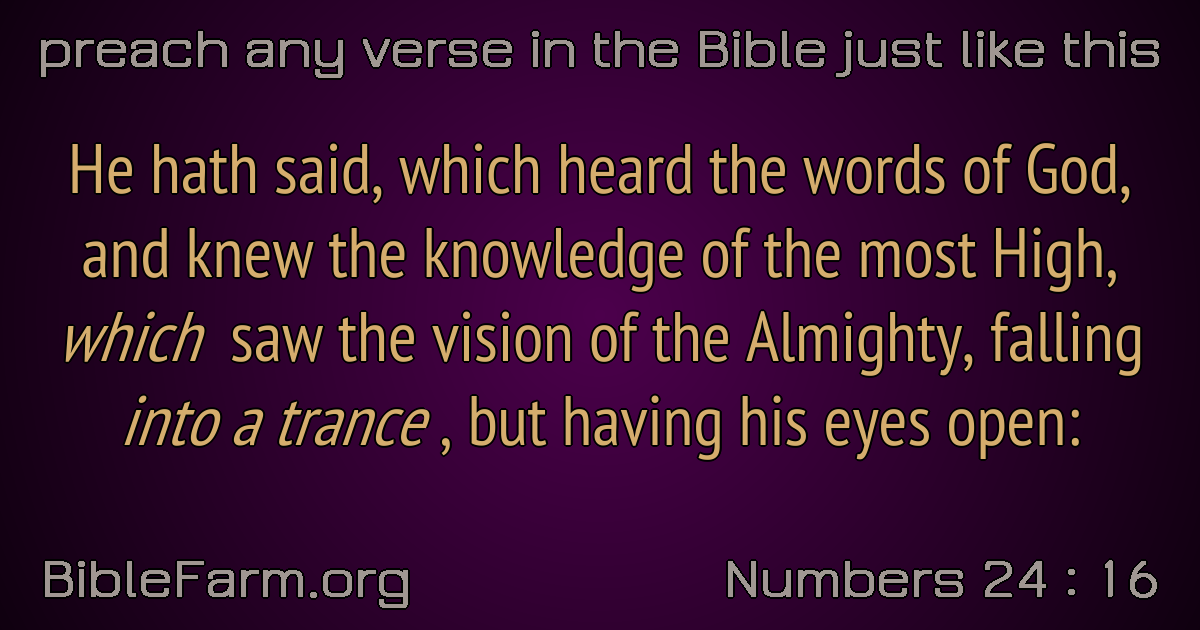 preach any verse in the Bible just like this
He hath said, which heard the words of God,
and knew the knowledge of the most High,
which saw the vision of the Almighty, falling
into a trance , but having his eyes open:
BibleFarm.org
Numbers 24 : 16